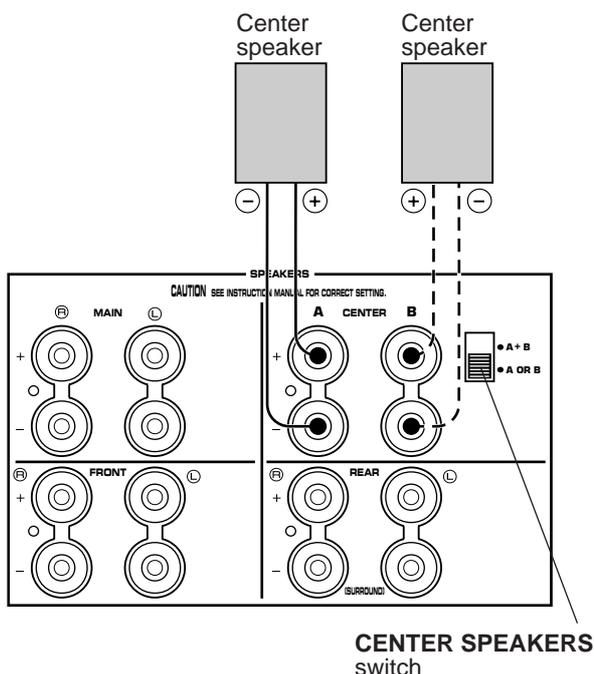 Center
speaker
Center
speaker
− +
+ −
SPEAKERS
CAUTION SEE INSTRUCTION MANUAL FOR CORRECT SETTING.
R MAIN L
A CENTER B
+
−
+
−
A + B
A OR B
R FRONT L
R REAR L
+
−
+
−
(SURROUND)
CENTER SPEAKERS
switch